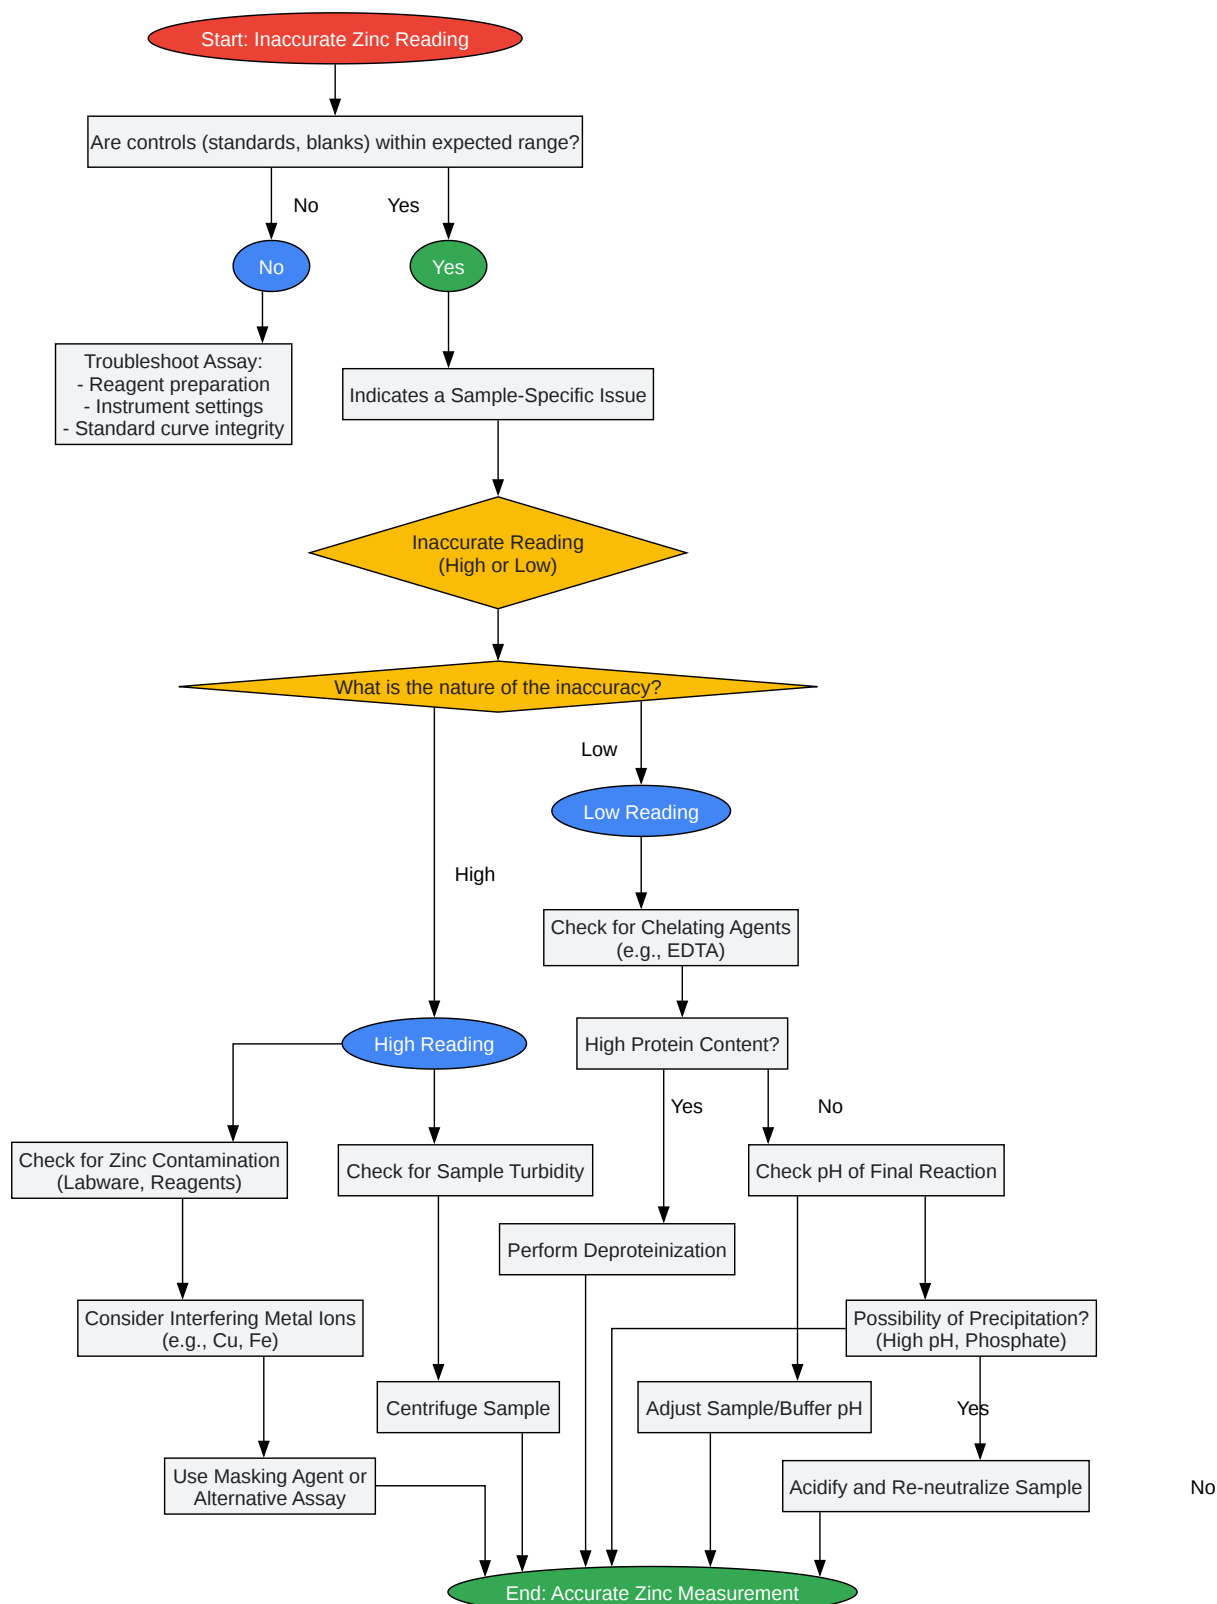 Start: Inaccurate Zinc Reading
Are controls (standards, blanks) within expected range?
No
Yes
No
Yes
Troubleshoot Assay:
- Reagent preparation
- Instrument settings
- Standard curve integrity
Indicates a Sample-Specific Issue
Inaccurate Reading
(High or Low)
What is the nature of the inaccuracy?
Low
Low Reading
High
Check for Chelating Agents
(e.g., EDTA)
High Reading
High Protein Content?
Yes
No
Check for Zinc Contamination
(Labware, Reagents)
Check for Sample Turbidity
Check pH of Final Reaction
Perform Deproteinization
Consider Interfering Metal Ions
(e.g., Cu, Fe)
Possibility of Precipitation?
(High pH, Phosphate)
Centrifuge Sample
Adjust Sample/Buffer pH
Yes
Use Masking Agent or
Alternative Assay
Acidify and Re-neutralize Sample
No
End: Accurate Zinc Measurement